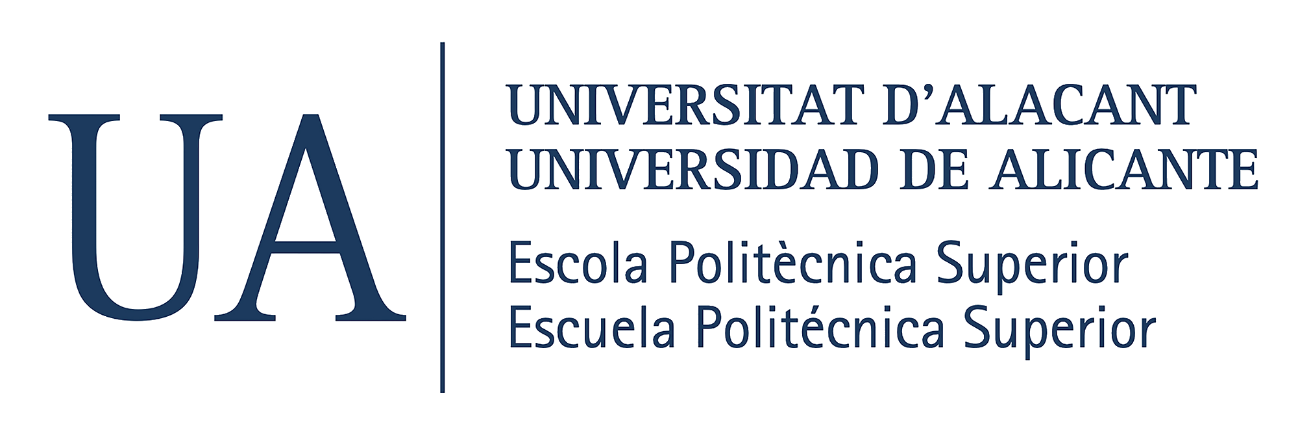 UA
UNIVERSITAT D’ALACANT
UNIVERSIDAD DE ALICANTE
Escola Politècnica Superior
Escuela Politécnica Superior